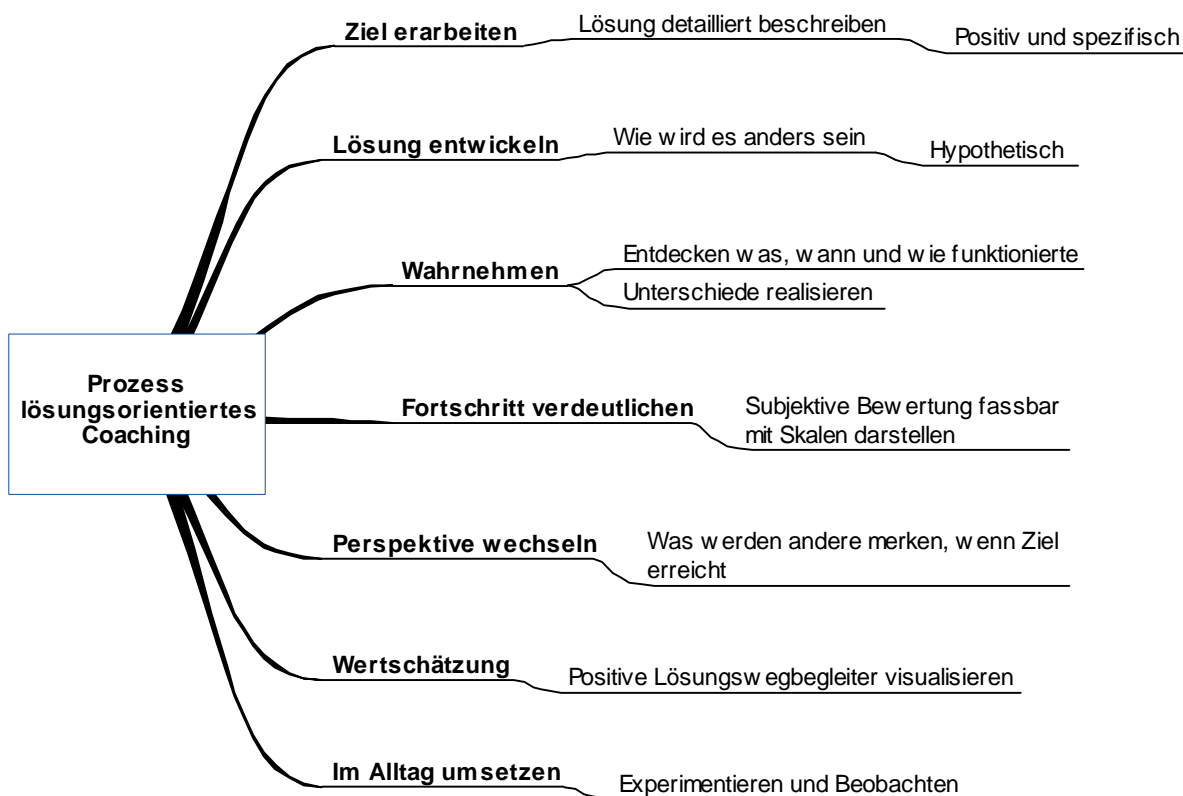 Ziel erarbeiten
Lösung detailliert beschreiben
Positiv und spezifisch
Lösung entwickeln
Wie wird es anders sein
Hypothetisch
Wahrnehmen
Entdecken was, wann und wie funktionierte
Unterschiede realisieren
Prozess
lösungsorientiertes
Coaching
Fortschritt verdeutlichen
Subjektive Bewertung fassbar
mit Skalen darstellen
Perspektive wechseln
Was werden andere merken, wenn Ziel
erreicht
Wertschätzung
Positive Lösungswegbegleiter visualisieren
Im Alltag umsetzen
Experimentieren und Beobachten